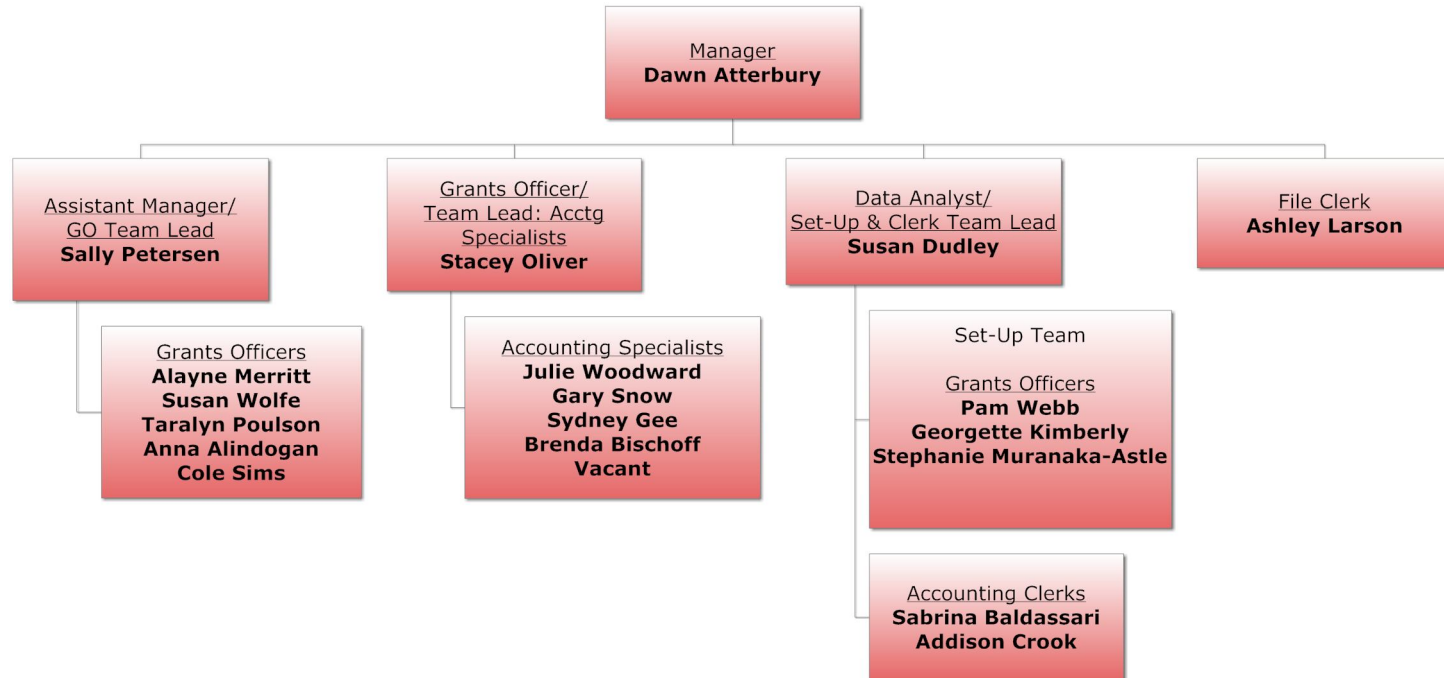 Manager
Dawn Atterbury
Assistant Manager/
GO Team Lead
Sally Petersen
Grants Officers
Alayne Merritt
Susan Wolfe
Taralyn Poulson
Anna Alindogan
Cole Sims
Grants Officer/
Team Lead: Acctg
Specialists
Stacey Oliver
Accounting Specialists
Julie Woodward
Gary Snow
Sydney Gee
Brenda Bischoff
Vacant
Data Analyst/
Set-Up & Clerk Team Lead
Susan Dudley
Set-Up Team
Grants Officers
Pam Webb
Georgette Kimberly
Stephanie Muranaka-Astle
Accounting Clerks
Sabrina Baldassari
Addison Crook
File Clerk
Ashley Larson